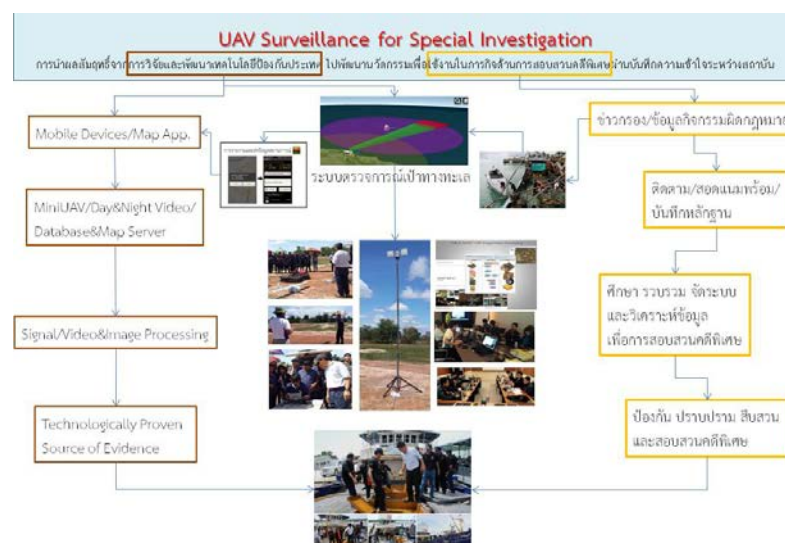 UAV Surveillance for Special Investigation
การนำผลสัมฤทธิ์จากการวิจัยและพัฒนาเทคโนโลยีป้องกันประเทศ ไปพัฒนานวัตกรรมเพื่อใช้งานในภารกิจด้านการสอบสวนคดีพิเศษผ่านบันทึกความเข้าใจระหว่างสถาบัน
Mobile Devices/Map App.
MiniUAV/Day&Night Video/
Database&Map Server
Signal/Video&Image Processing
Technologically Proven
Source of Evidence
ระบบตรวจการณ์เป้าทางทะเล
ข่าวกรอง/ข้อมูลกิจกรรมผิดกฎหมาย
ติดตาม/สอดแนมพร้อม/
บันทึกหลักฐาน
ศึกษา รวบรวม จัดระบบ
และวิเคราะห์ข้อมูล
เพื่อการสอบสวนคดีพิเศษ
ป้องกัน ปราบปราม สืบสวน
และสอบสวนคดีพิเศษ